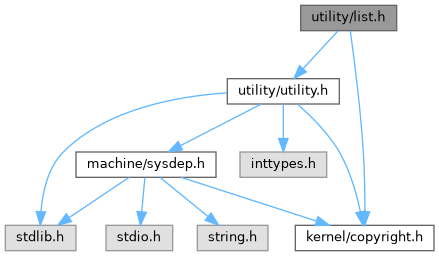 utility/list.h
utility/utility.h
machine/sysdep.h
inttypes.h
stdlib.h
stdio.h
string.h
kernel/copyright.h